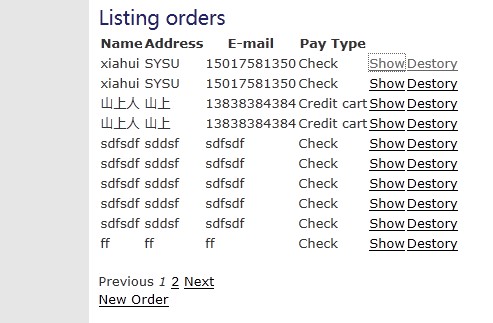 Listing orders
Name Address E-mail Pay Type
xiahui SYSU 15017581350 Check Show Destory
xiahui SYSU 15017581350 Check Show Destory
山上人 山上 13838384384 Credit cart Show Destory
山上人 山上 13838384384 Credit cart Show Destory
sdfsdf sddsf sdfsdf Check Show Destory
sdfsdf sddsf sdfsdf Check Show Destory
sdfsdf sddsf sdfsdf Check Show Destory
sdfsdf sddsf sdfsdf Check Show Destory
sdfsdf sddsf sdfsdf Check Show Destory
ff ff ff Check Show Destory
Previous 1 2 Next
New Order